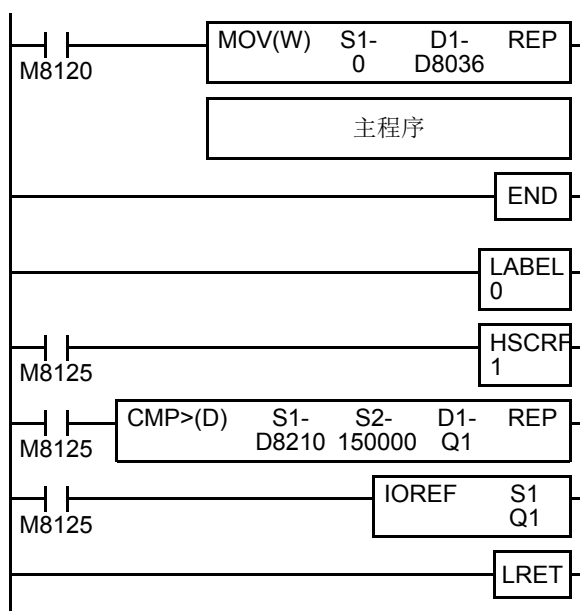 MOV(W) S1- D1- REP
M8120 0 D8036
主程序
END
LABEL
0
HSCRF
M8125 1
CMP>(D) S1- S2- D1- REP
M8125 D8210 150000 Q1
IOREF S1
M8125 Q1
LRET